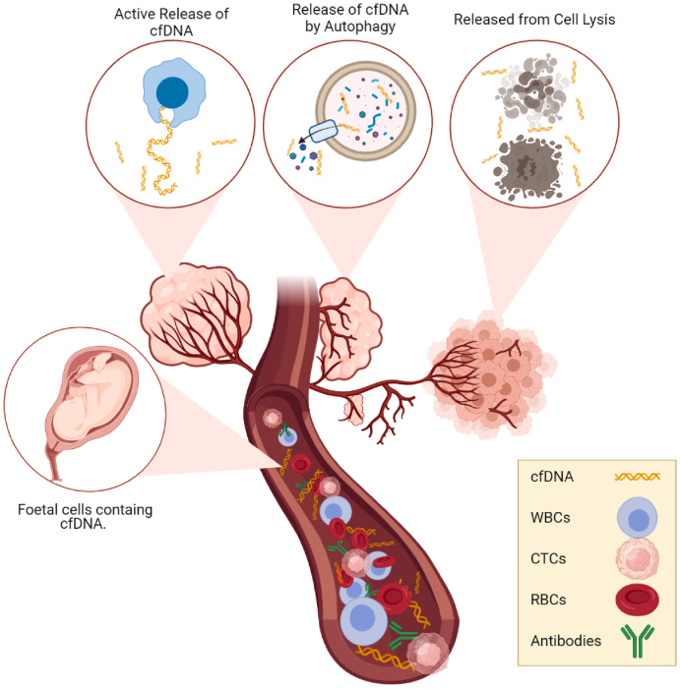 Active Release of
cfDNA
Release of cfDNA
by Autophagy
Released from Cell Lysis
Foetal cells containg
cfDNA.
cfDNA
WBCs
CTCs
RBCs
Antibodies